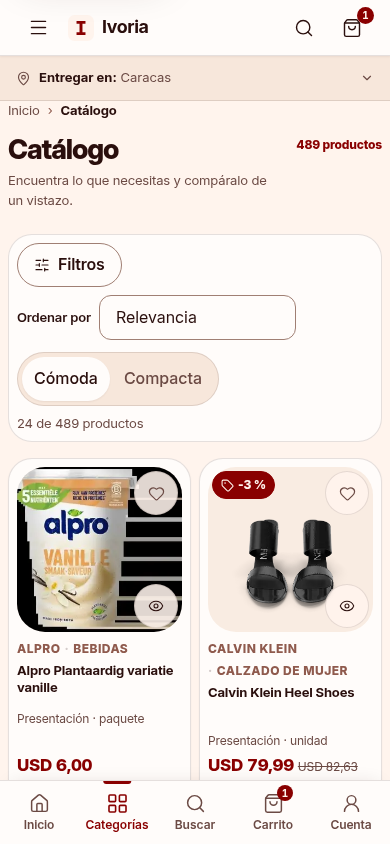 I Ivoria 1
Entregar en: Caracas
Inicio › Catálogo
Catálogo
489 productos
Encuentra lo que necesitas y compáralo de
un vistazo.
Filtros
Ordenar por Relevancia
Cómoda Compacta
24 de 489 productos
alpro
VANILLE
SMAAK-SAVEUR
-3 %
ALPRO · BEBIDAS
Alpro Plantaardig variatie
vanille
Presentación · paquete
USD 6,00
CALVIN KLEIN
· CALZADO DE MUJER
Calvin Klein Heel Shoes
Presentación · unidad
USD 79,99 USD 82,63
Inicio Categorías Buscar Carrito 1 Cuenta